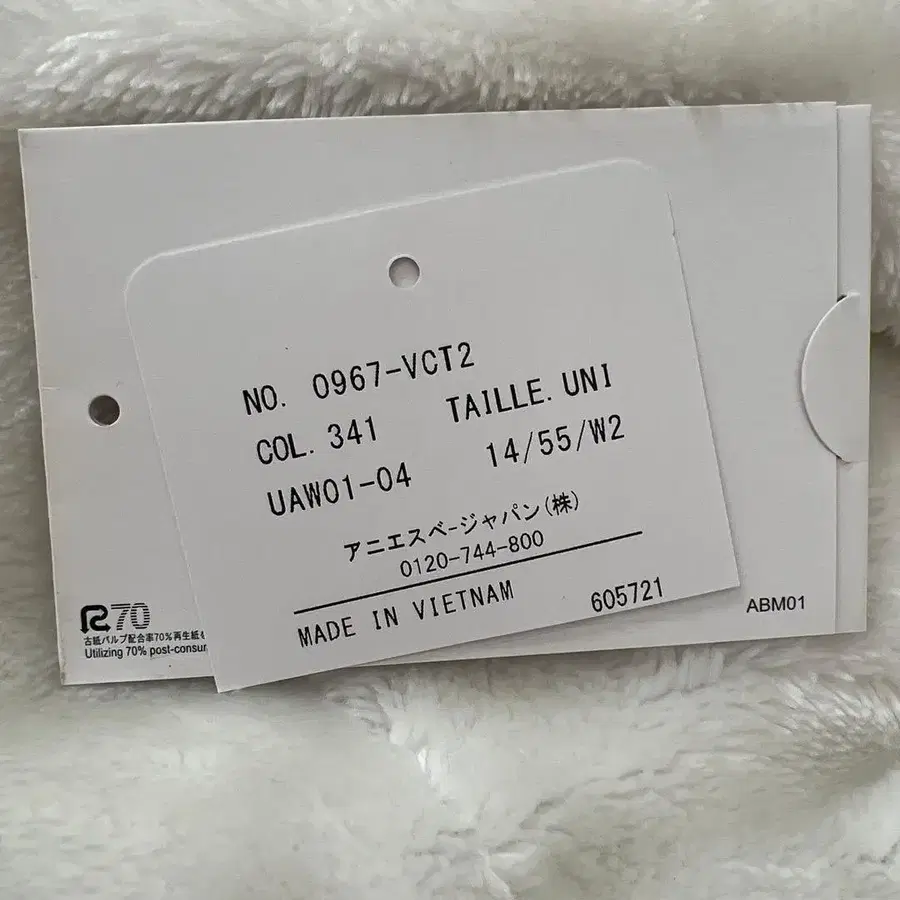 NO. 0967-VCT2
COL. 341 TAILLE. UNI
UAW01-04 14/55/W2
アニエスベージャパン(株)
0120-744-800
MADE IN VIETNAM 605721
R70
古紙パルプ配合率70%再生紙を
Utilizing 70% post-consur
ABM01